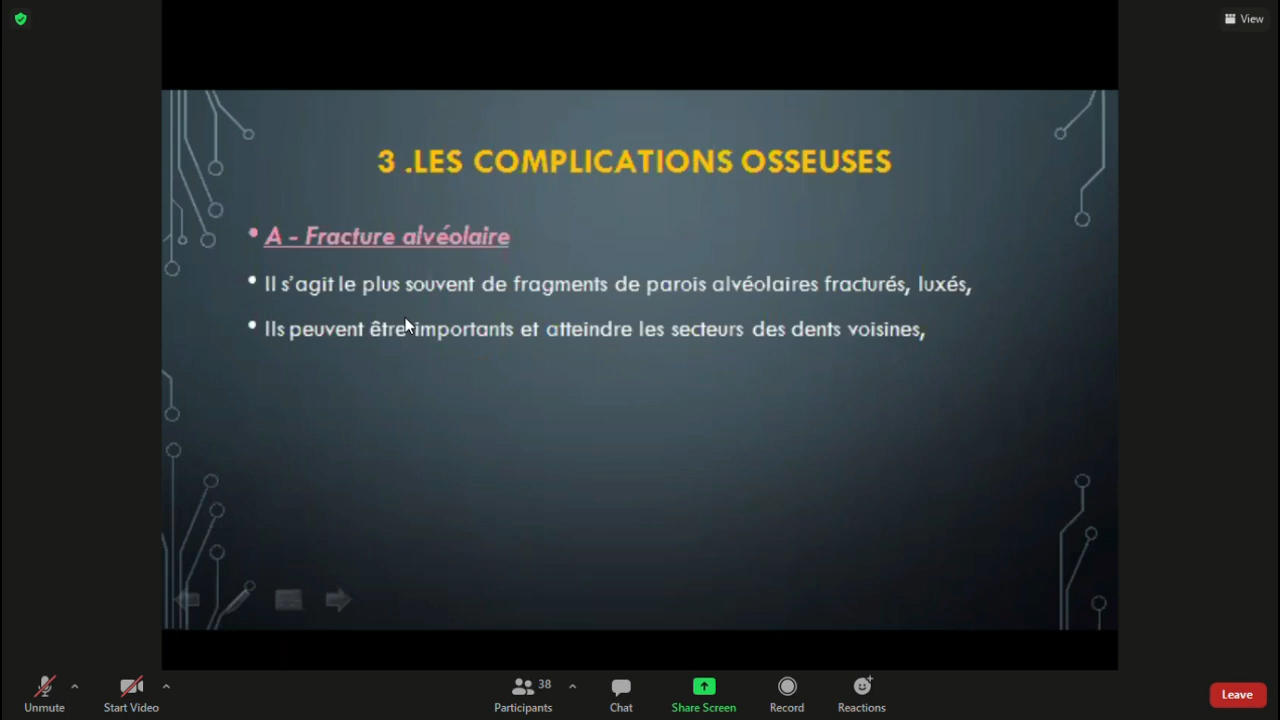 View
3 .LES COMPLICATIONS OSSEUSES
• A - Fracture alvéolaire
• Il s'agit le plus souvent de fragments de parois alvéolaires fracturés, luxés,
• Ils peuvent être importants et atteindre les secteurs des dents voisines,
38
Unmute
Start Video
Participants
Chat
Share Screen
Record
Reactions
Leave